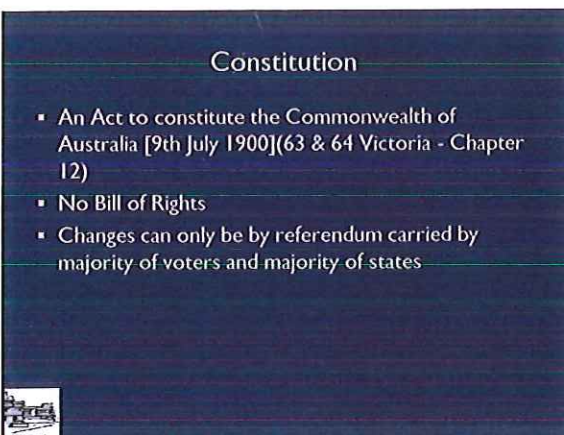 Constitution
▪ An Act to constitute the Commonwealth of
Australia [9th July 1900](63 & 64 Victoria - Chapter
12)
▪ No Bill of Rights
▪ Changes can only be by referendum carried by
majority of voters and majority of states